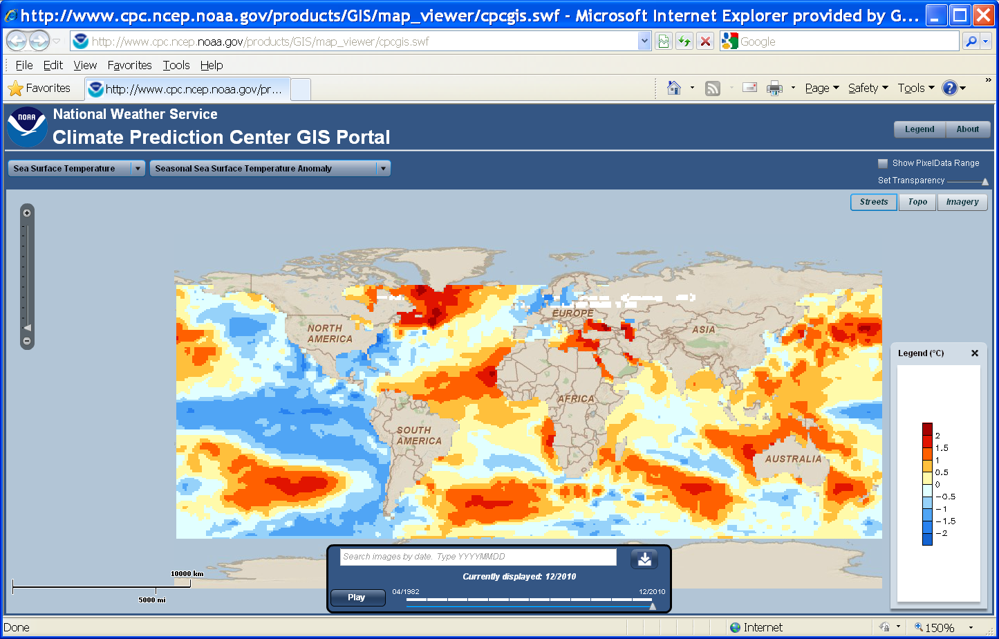 http://www.cpc.ncep.noaa.gov/products/GIS/map_viewer/cpcgis.swf - Microsoft Internet Explorer provided by G...
http://www.cpc.ncep.noaa.gov/products/GIS/map_viewer/cpcgis.swf
Google
File Edit View Favorites Tools Help
Favorites
http://www.cpc.ncep.noaa.gov/pr...
Page Safety Tools »
NOAA
National Weather Service
Climate Prediction Center GIS Portal
Legend About
Sea Surface Temperature
Seasonal Sea Surface Temperature Anomaly
Show PixelData Range
Set Transparency
Streets Topo Imagery
NORTH
AMERICA
EUROPE
ASIA
AFRICA
SOUTH
AMERICA
AUSTRALIA
Legend (°C)
2
1.5
1
0.5
0
-0.5
-1
-1.5
-2
Search images by date. Type YYYYMMDD
Currently displayed: 12/2010
Play
04/1982
12/2010
10000 km
5000 mi
Done
Internet
150%